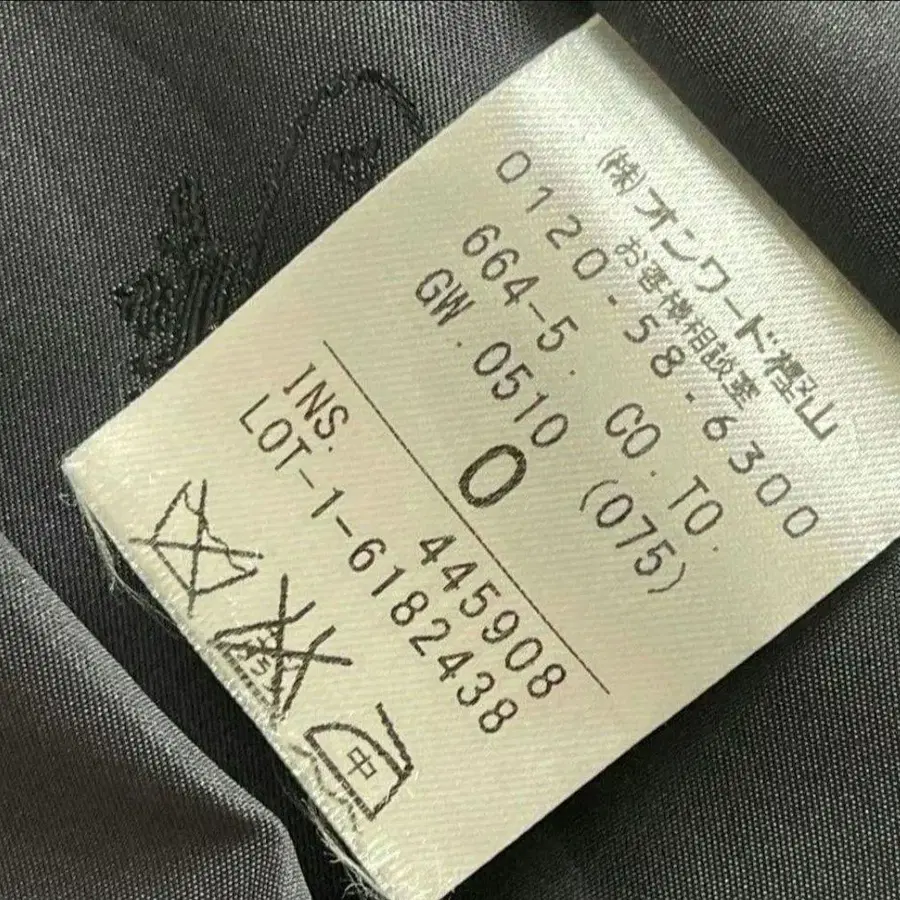 (株)オンワード樫山
お客様相談室
0120-58-6300
664-5. CO.TO.
GW.0510 (075)
0
INS. 445908
LOT-1-6182438
中